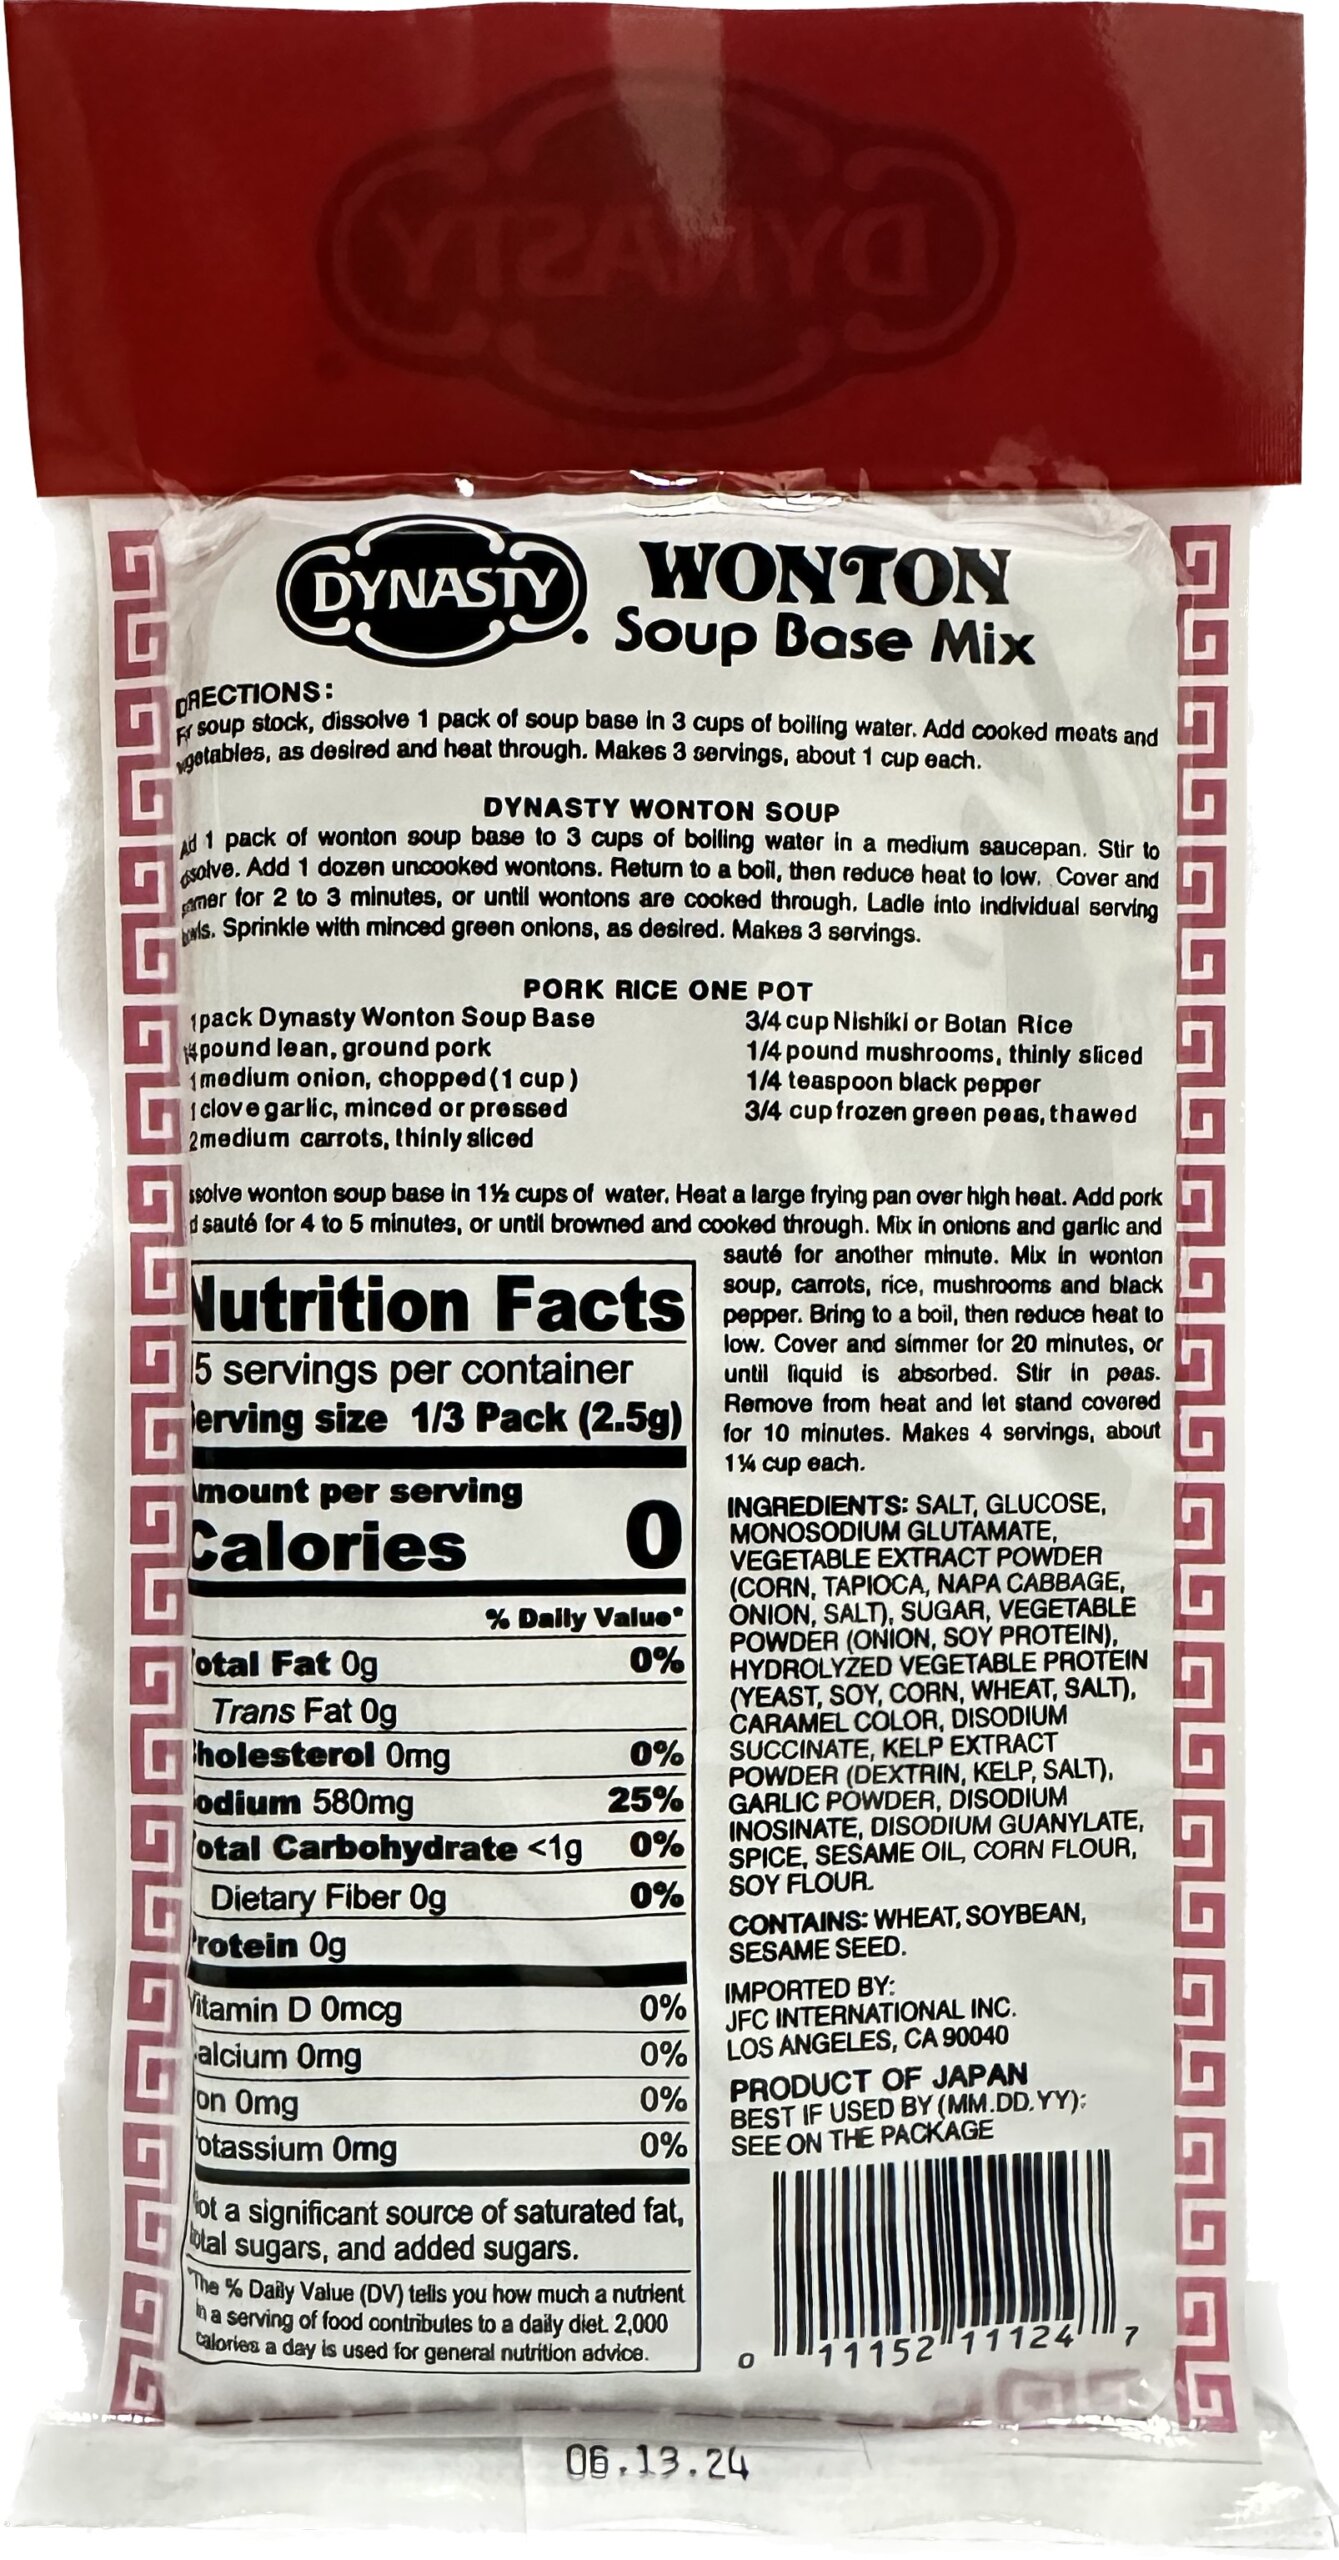 DYNASTY
DYNASTY
WONTON
Soup Base Mix
DIRECTIONS:
For soup stock, dissolve 1 pack of soup base in 3 cups of boiling water. Add cooked meats and
vegetables, as desired and heat through. Makes 3 servings, about 1 cup each.
DYNASTY WONTON SOUP
Add 1 pack of wonton soup base to 3 cups of boiling water in a medium saucepan. Stir to
dissolve. Add 1 dozen uncooked wontons. Return to a boil, then reduce heat to low. Cover and
simmer for 2 to 3 minutes, or until wontons are cooked through. Ladle into individual serving
bowls. Sprinkle with minced green onions, as desired. Makes 3 servings.
PORK RICE ONE POT
1 pack Dynasty Wonton Soup Base
pound lean, ground pork
1 medium onion, chopped (1 cup)
1 clove garlic, minced or pressed
2 medium carrots, thinly sliced
3/4 cup Nishiki or Botan Rice
1/4 pound mushrooms, thinly sliced
1/4 teaspoon black pepper
3/4 cup frozen green peas, thawed
ssolve wonton soup base in 1½ cups of water. Heat a large frying pan over high heat. Add pork
d sauté for 4 to 5 minutes, or until browned and cooked through. Mix in onions and garlic and
sauté for another minute. Mix in wonton
soup, carrots, rice, mushrooms and black
pepper. Bring to a boil, then reduce heat to
low. Cover and simmer for 20 minutes, or
until liquid is absorbed. Stir in peas.
Remove from heat and let stand covered
for 10 minutes. Makes 4 servings, about
1¼ cup each.
Nutrition Facts
15 servings per container
erving size 1/3 Pack (2.5g)
mount per serving
Calories 0
% Daily Value*
otal Fat 0g 0%
Trans Fat 0g
holesterol 0mg 0%
odium 580mg 25%
otal Carbohydrate <1g 0%
Dietary Fiber 0g 0%
rotein 0g
Vitamin D 0mcg 0%
alcium 0mg 0%
on 0mg 0%
otassium 0mg 0%
ot a significant source of saturated fat,
total sugars, and added sugars.
*The % Daily Value (DV) tells you how much a nutrient
in a serving of food contributes to a daily diet. 2,000
calories a day is used for general nutrition advice.
INGREDIENTS: SALT, GLUCOSE,
MONOSODIUM GLUTAMATE,
VEGETABLE EXTRACT POWDER
(CORN, TAPIOCA, NAPA CABBAGE,
ONION, SALT), SUGAR, VEGETABLE
POWDER (ONION, SOY PROTEIN),
HYDROLYZED VEGETABLE PROTEIN
(YEAST, SOY, CORN, WHEAT, SALT),
CARAMEL COLOR, DISODIUM
SUCCINATE, KELP EXTRACT
POWDER (DEXTRIN, KELP, SALT),
GARLIC POWDER, DISODIUM
INOSINATE, DISODIUM GUANYLATE,
SPICE, SESAME OIL, CORN FLOUR,
SOY FLOUR.
CONTAINS: WHEAT, SOYBEAN,
SESAME SEED.
IMPORTED BY:
JFC INTERNATIONAL INC.
LOS ANGELES, CA 90040
PRODUCT OF JAPAN
BEST IF USED BY (MM.DD.YY):
SEE ON THE PACKAGE
0 11152 11124 7
06.13.24